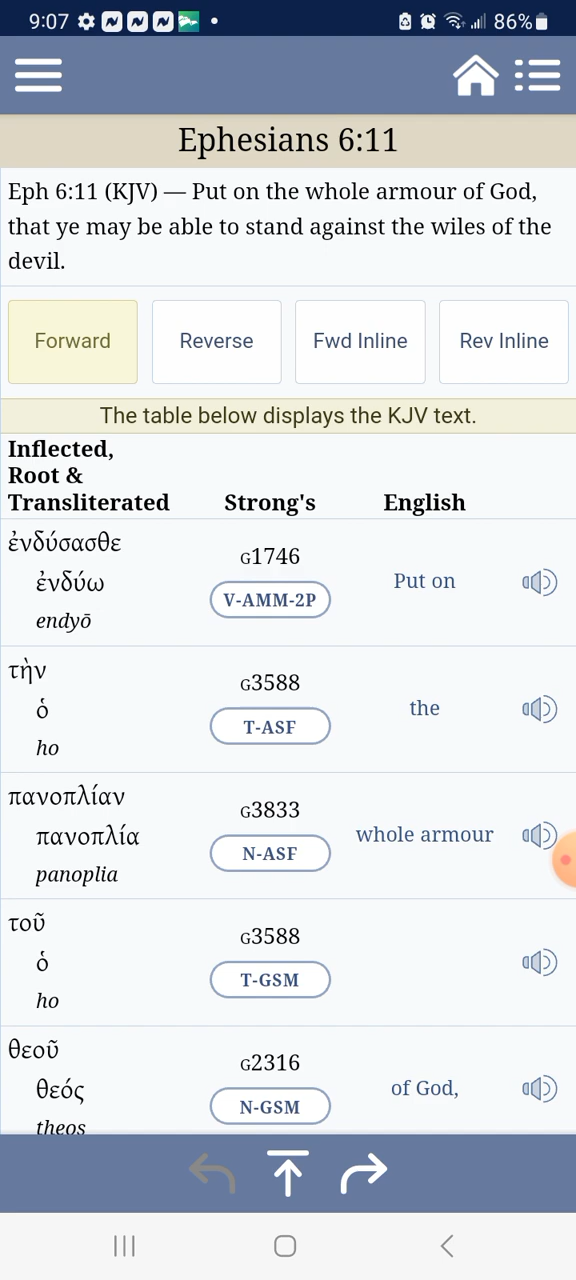 9:07 86%
Ephesians 6:11
Eph 6:11 (KJV) — Put on the whole armour of God,
that ye may be able to stand against the wiles of the
devil.
Forward Reverse Fwd Inline Rev Inline
The table below displays the KJV text.
Inflected,
Root &
Transliterated Strong's English
ἐνδύσασθε
ἐνδύω
endyō
G1746
V-AMM-2P
Put on
τὴν
ὁ
ho
G3588
T-ASF
the
πανοπλίαν
πανοπλία
panoplia
G3833
N-ASF
whole armour
τοῦ
ὁ
ho
G3588
T-GSM
θεοῦ
θεός
theos
G2316
N-GSM
of God,